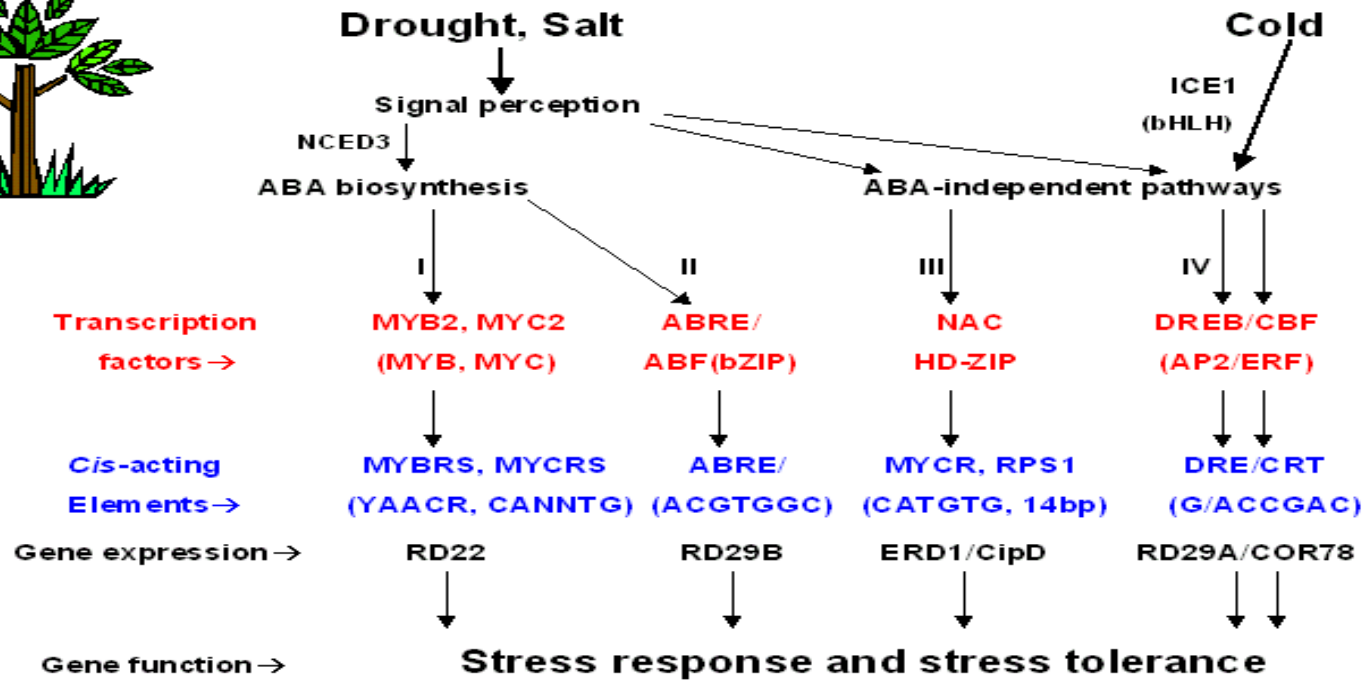 Drought, Salt Cold
Signal perception ICE1
(bHLH)
NCED3
ABA biosynthesis ABA-independent pathways
I II III IV
Transcription MYB2, MYC2 ABRE/ NAC DREB/CBF
factors→ (MYB, MYC) ABF(bZIP) HD-ZIP (AP2/ERF)
Cis-acting MYBRS, MYCRS ABRE/ MYCR, RPS1 DRE/CRT
Elements→ (YAACR, CANNTG) (ACGTGGC) (CATGTG, 14bp) (G/ACCGAC)
Gene expression→ RD22 RD29B ERD1/CipD RD29A/COR78
Gene function→ Stress response and stress tolerance